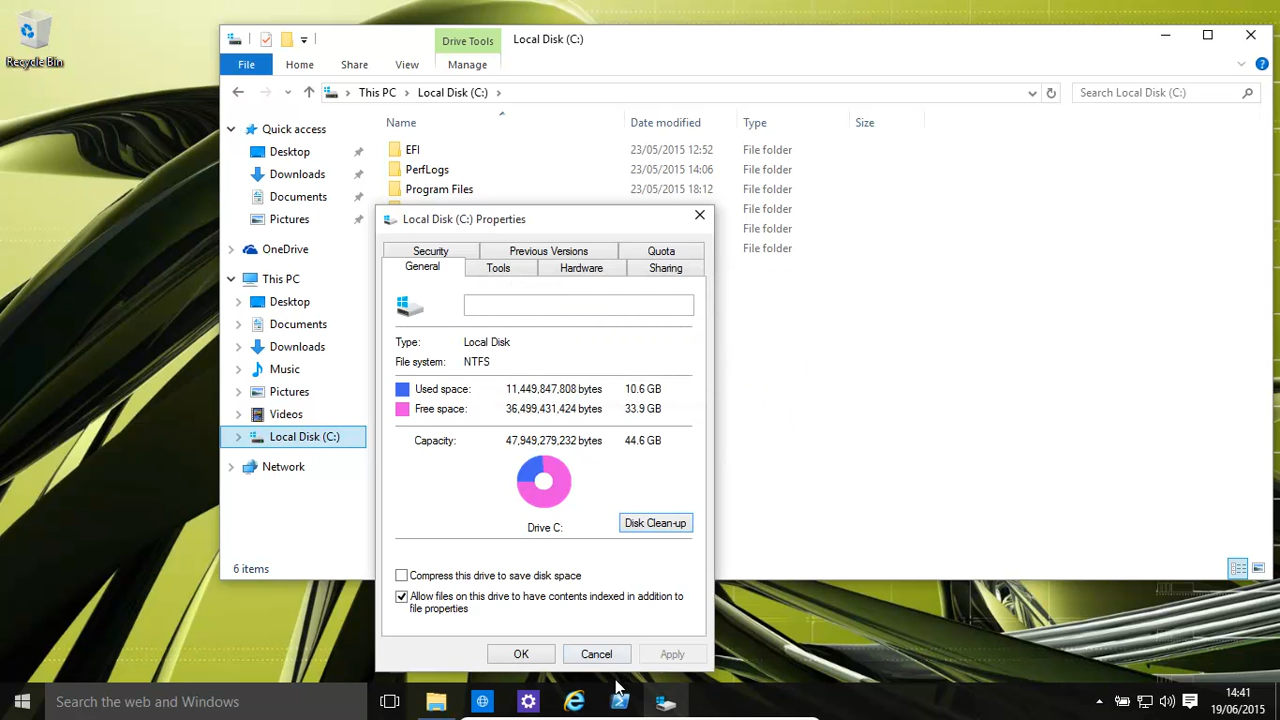 Recycle Bin
Drive Tools
Local Disk (C:)
File
Home
Share
View
Manage
This PC
Local Disk (C:)
Search Local Disk (C:)
Quick access
Desktop
Downloads
Documents
Pictures
OneDrive
This PC
Desktop
Documents
Downloads
Music
Pictures
Videos
Local Disk (C:)
Network
6 items
Name
Date modified
Type
Size
EFI 23/05/2015 12:52 File folder
PerfLogs 23/05/2015 14:06 File folder
Program Files 23/05/2015 18:12 File folder
File folder
File folder
File folder
Local Disk (C:) Properties
Security
Previous Versions
Quota
General
Tools
Hardware
Sharing
Type: Local Disk
File system: NTFS
Used space: 11,449,847,808 bytes 10.6 GB
Free space: 36,499,431,424 bytes 33.9 GB
Capacity: 47,949,279,232 bytes 44.6 GB
Drive C:
Disk Clean-up
Compress this drive to save disk space
Allow files on this drive to have contents indexed in addition to
file properties
OK
Cancel
Apply
Search the web and Windows
14:41
19/06/2015